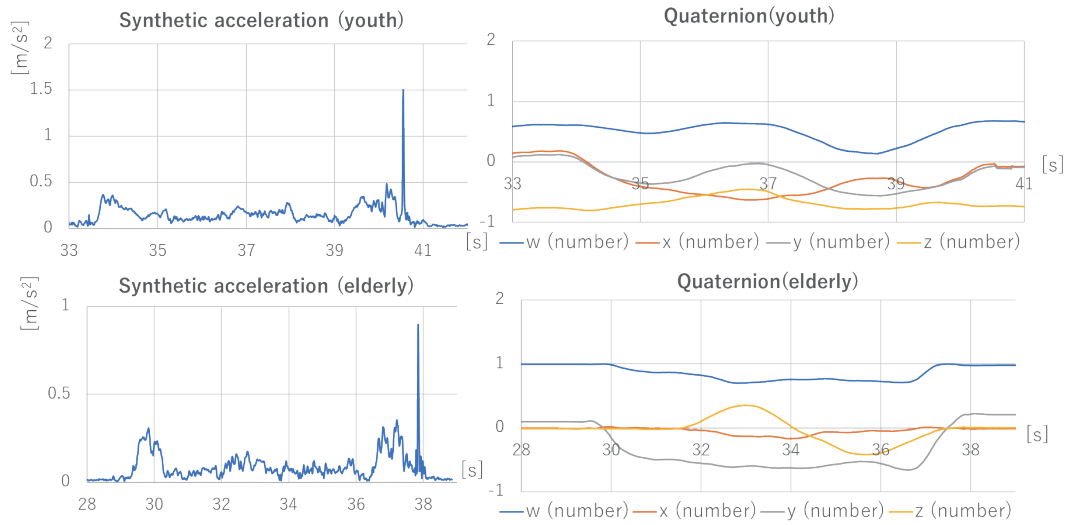 Synthetic acceleration (youth)
[m/s²]
2
1.5
1
0.5
0
33 35 37 39 41
[s]
Quaternion(youth)
2
1
0
-1
33 35 37 39 41
[s]
w (number) x (number) y (number) z (number)
Synthetic acceleration (elderly)
[m/s²]
1
0.5
0
28 30 32 34 36 38
[s]
Quaternion(elderly)
2
1
0
-1
28 30 32 34 36 38
[s]
w (number) x (number) y (number) z (number)